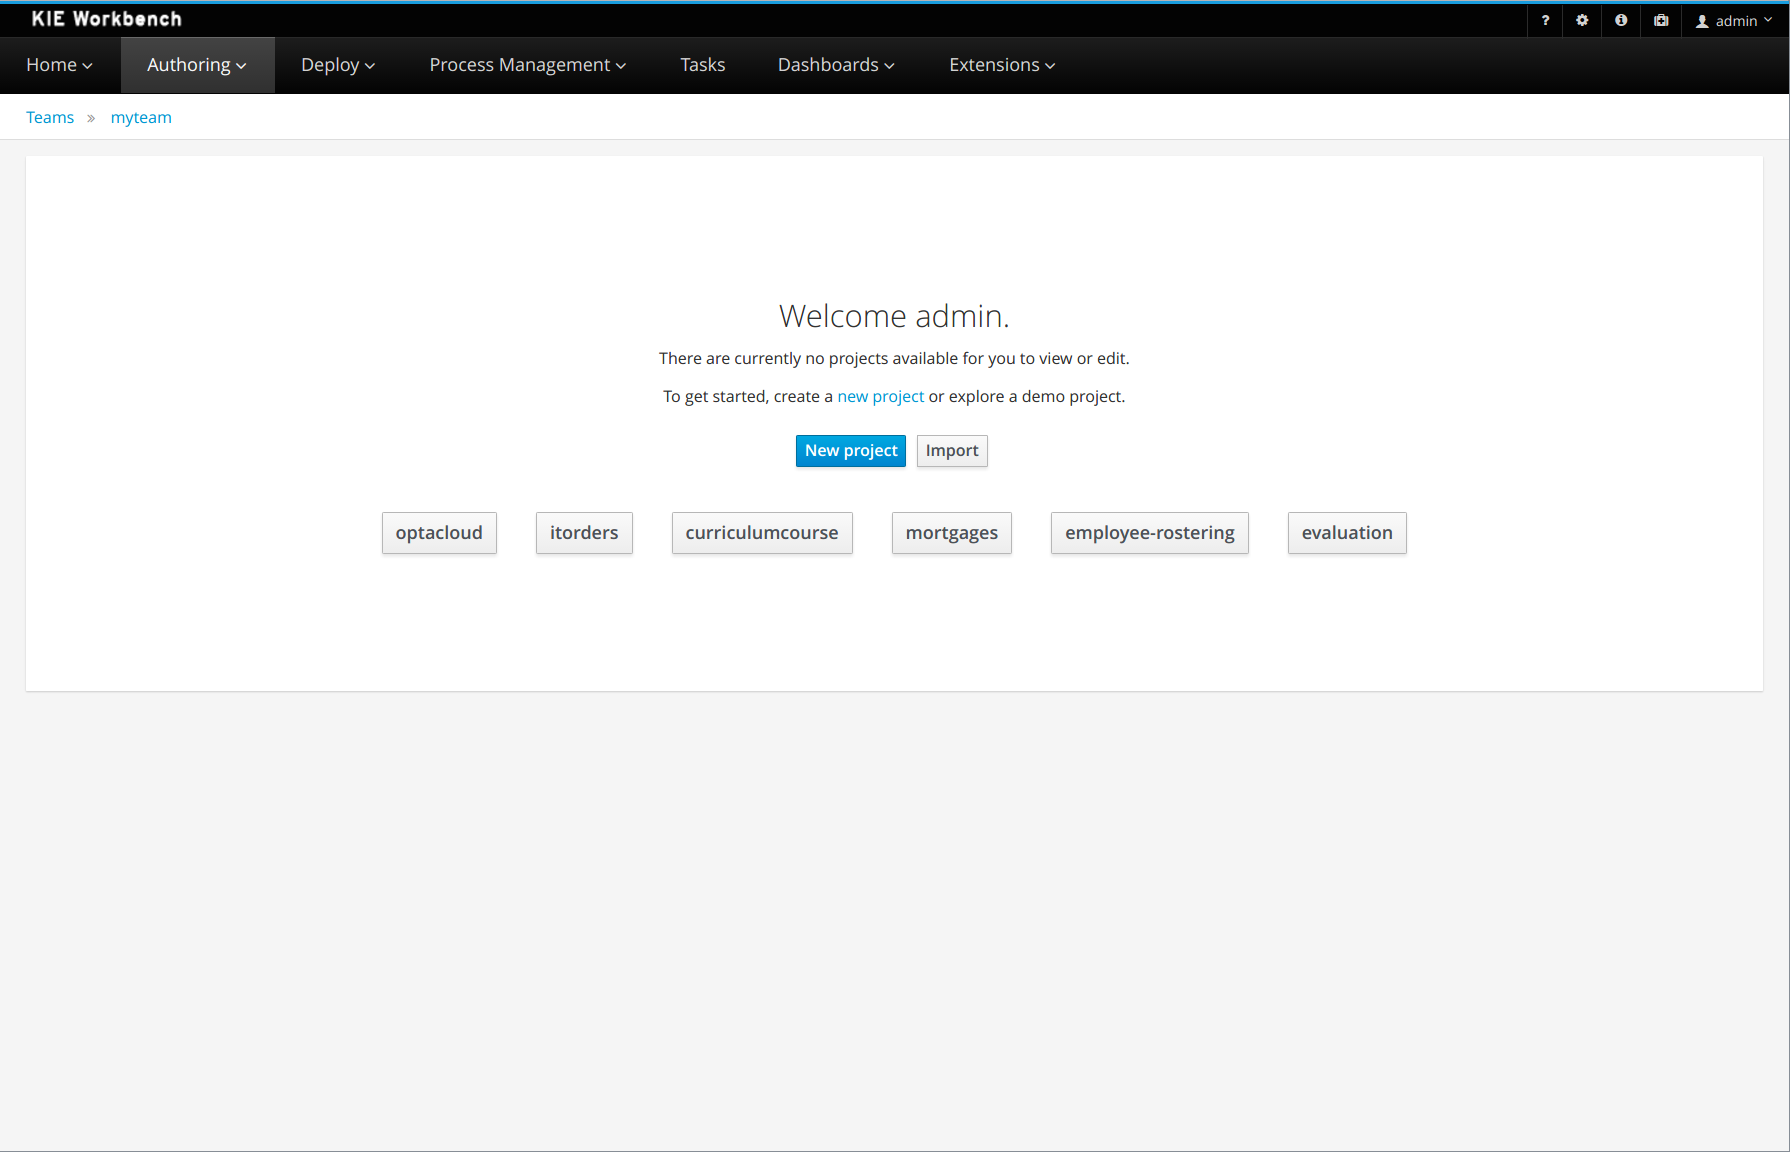 KIE Workbench
? admin
Home Authoring Deploy Process Management Tasks Dashboards Extensions
Teams » myteam
Welcome admin.
There are currently no projects available for you to view or edit.
To get started, create a new project or explore a demo project.
New project Import
optacloud itorders curriculumcourse mortgages employee-rostering evaluation